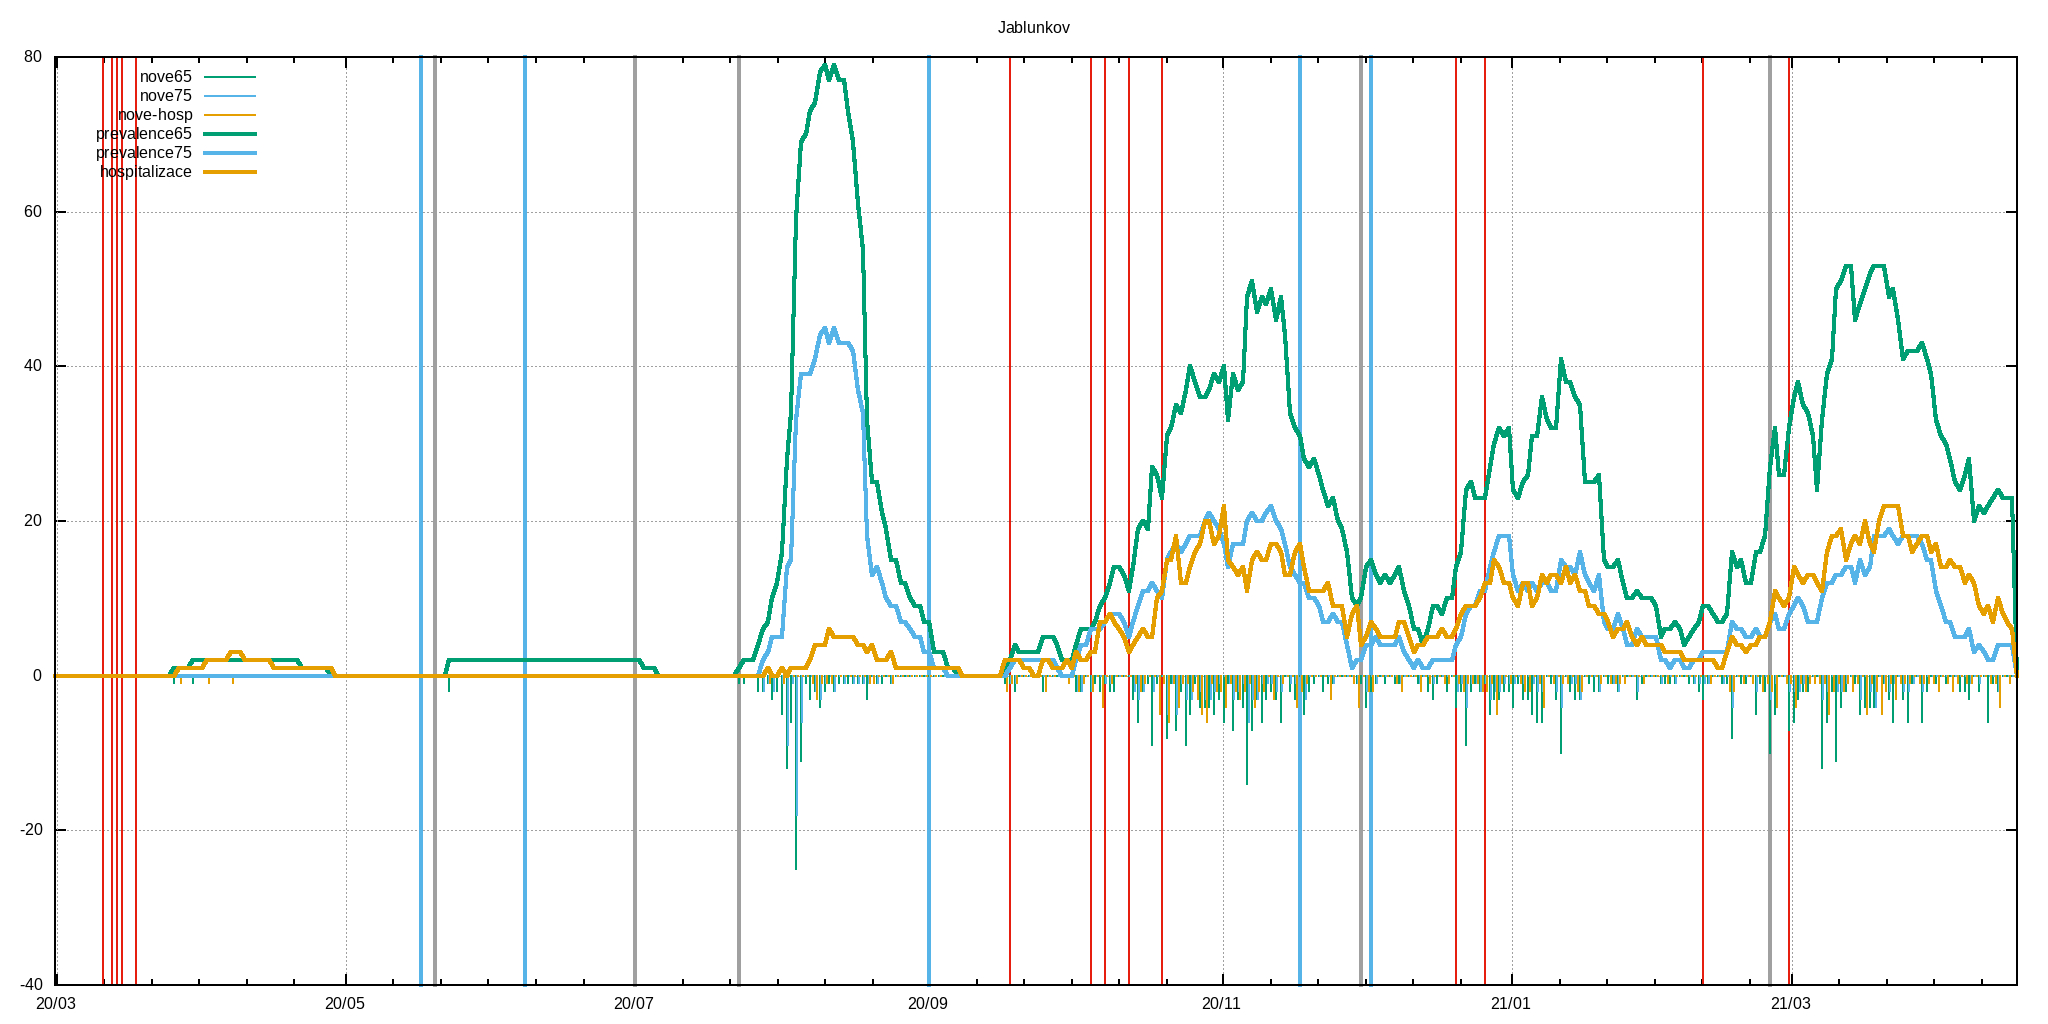 Jablunkov
80
nove65
nove75
nove-hosp
prevalence65
prevalence75
hospitalizace
60
40
20
0
-20
-40
20/03 20/05 20/07 20/09 20/11 21/01 21/03